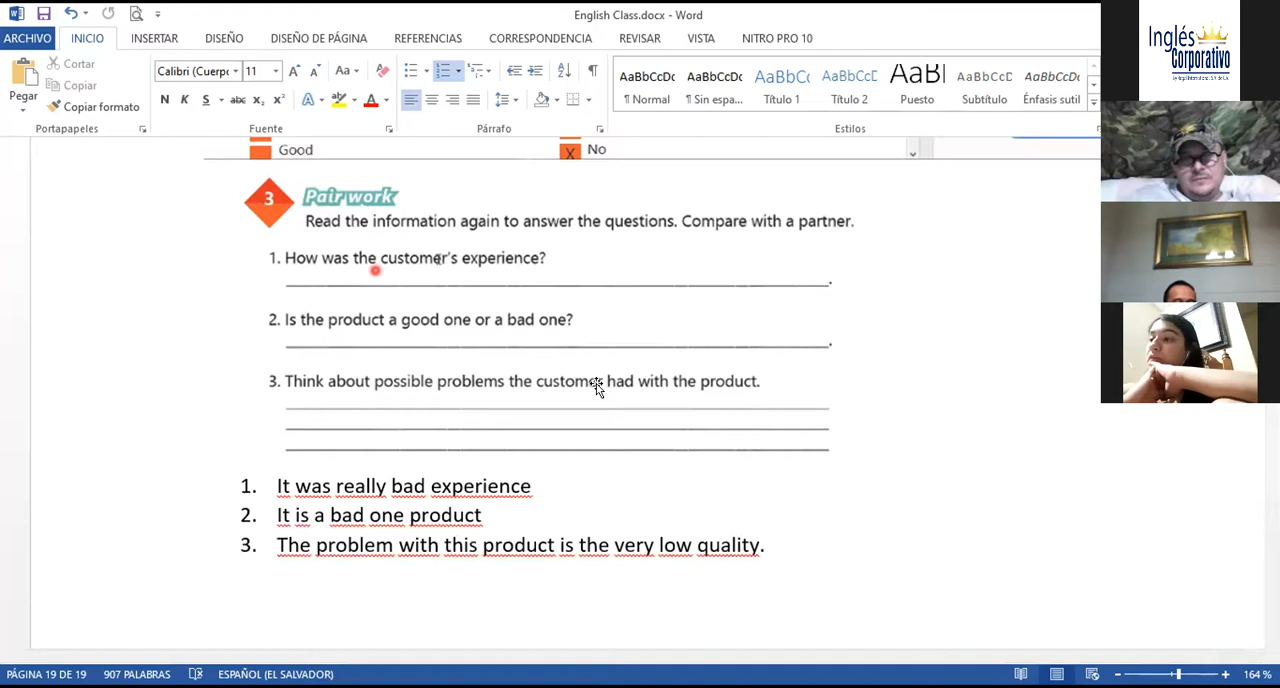 English Class.docx - Word
ARCHIVO INICIO INSERTAR DISEÑO DISEÑO DE PÁGINA REFERENCIAS CORRESPONDENCIA REVISAR VISTA NITRO PRO 10
Inglés
Corporativo
Cortar
Copiar
Copiar formato
Pegar
Calibri (Cuerpo 11
AaBbCcDc AaBbCcDc AaBbCc AaBbCcC AaBl AaBbCcD AaBbCcDc
¶ Normal ¶ Sin espa... Título 1 Título 2 Puesto Subtítulo Énfasis sutil
Portapapeles Fuente Párrafo Estilos
Good X No
3 Pair work
Read the information again to answer the questions. Compare with a partner.
1. How was the customer's experience?
2. Is the product a good one or a bad one?
3. Think about possible problems the customer had with the product.
1. It was really bad experience
2. It is a bad one product
3. The problem with this product is the very low quality.
PÁGINA 19 DE 19 907 PALABRAS ESPAÑOL (EL SALVADOR) 164 %